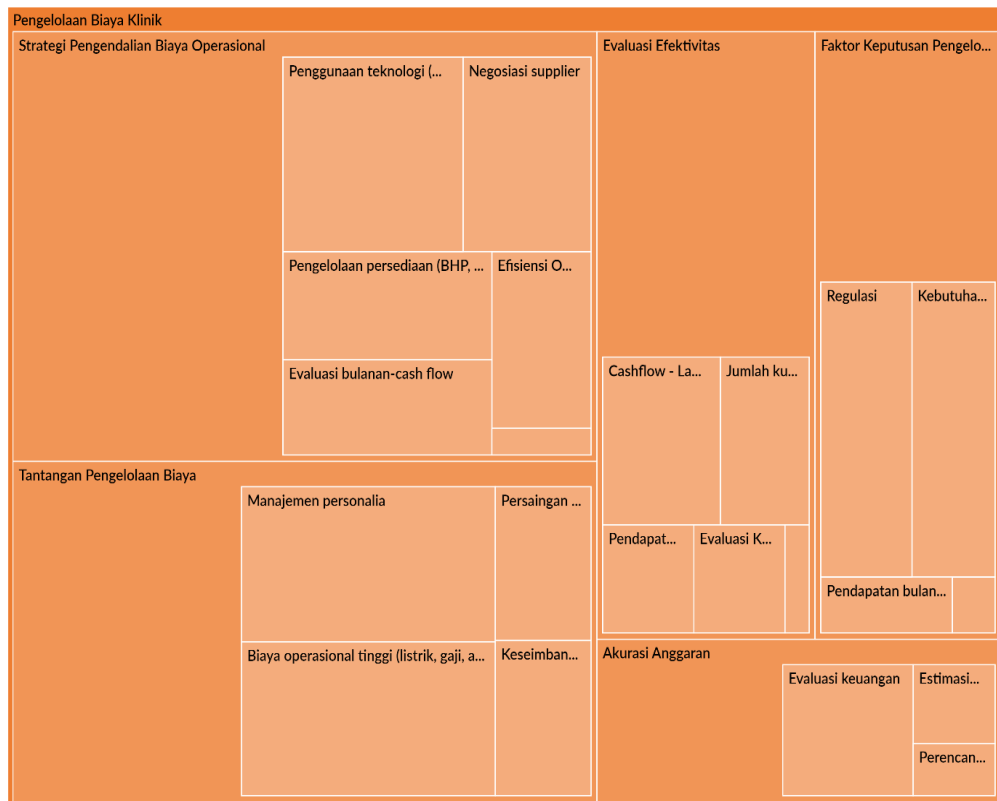 Pengelolaan Biaya Klinik
Strategi Pengendalian Biaya Operasional
Penggunaan teknologi (...
Negosiasi supplier
Pengelolaan persediaan (BHP, ...
Efisiensi O...
Evaluasi bulanan-cash flow
Tantangan Pengelolaan Biaya
Manajemen personalia
Persaingan ...
Biaya operasional tinggi (listrik, gaji, a...
Keseimban...
Evaluasi Efektivitas
Cashflow - La...
Jumlah ku...
Pendapat...
Evaluasi K...
Faktor Keputusan Pengelo...
Regulasi
Kebutuha...
Pendapatan bulan...
Akurasi Anggaran
Evaluasi keuangan
Estimasi...
Perencan...